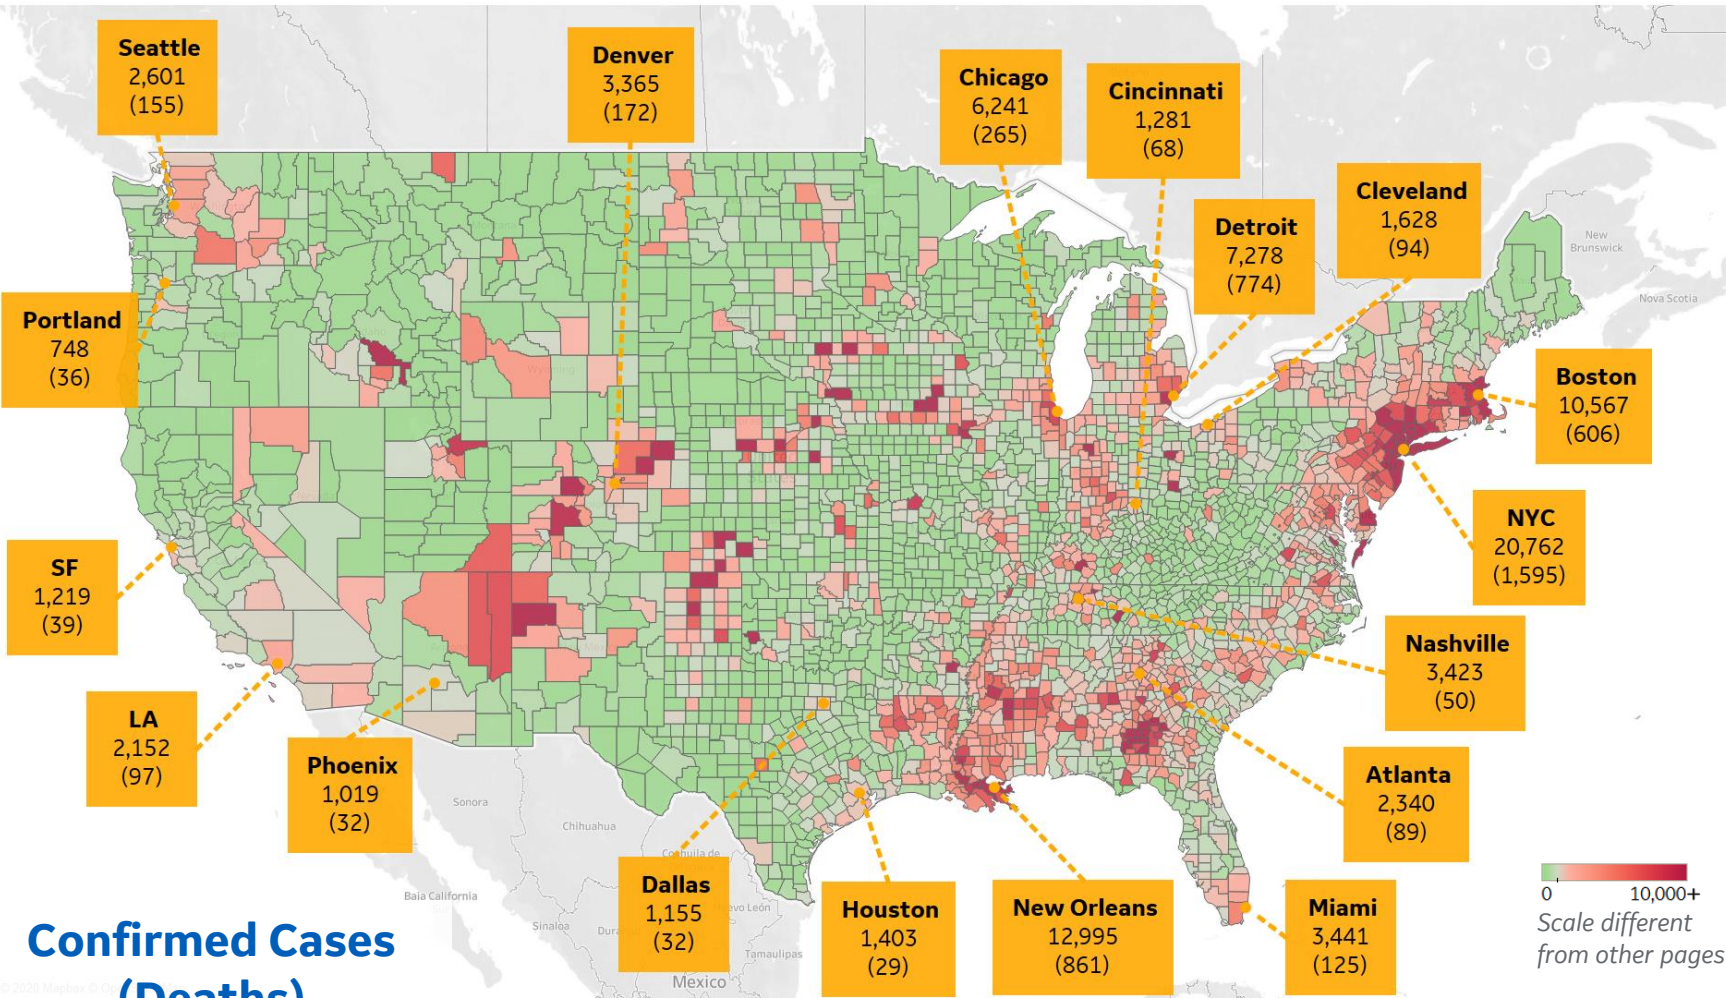 Seattle
2,601
(155)
Denver
3,365
(172)
Chicago
6,241
(265)
Cincinnati
1,281
(68)
Cleveland
1,628
(94)
Detroit
7,278
(774)
New
Brunswick
Nova Scotia
Portland
748
(36)
Boston
10,567
(606)
NYC
20,762
(1,595)
SF
1,219
(39)
Nashville
3,423
(50)
LA
2,152
(97)
Phoenix
1,019
(32)
Atlanta
2,340
(89)
Sonora
Chihuahua
Coahuila de
Baja California
Sinaloa
Dallas
1,155
(32)
Houston
1,403
(29)
New Orleans
12,995
(861)
Miami
3,441
(125)
Tamaulipas
Mexico
0 10,000+
Scale different
from other pages
Confirmed Cases
(Deaths)